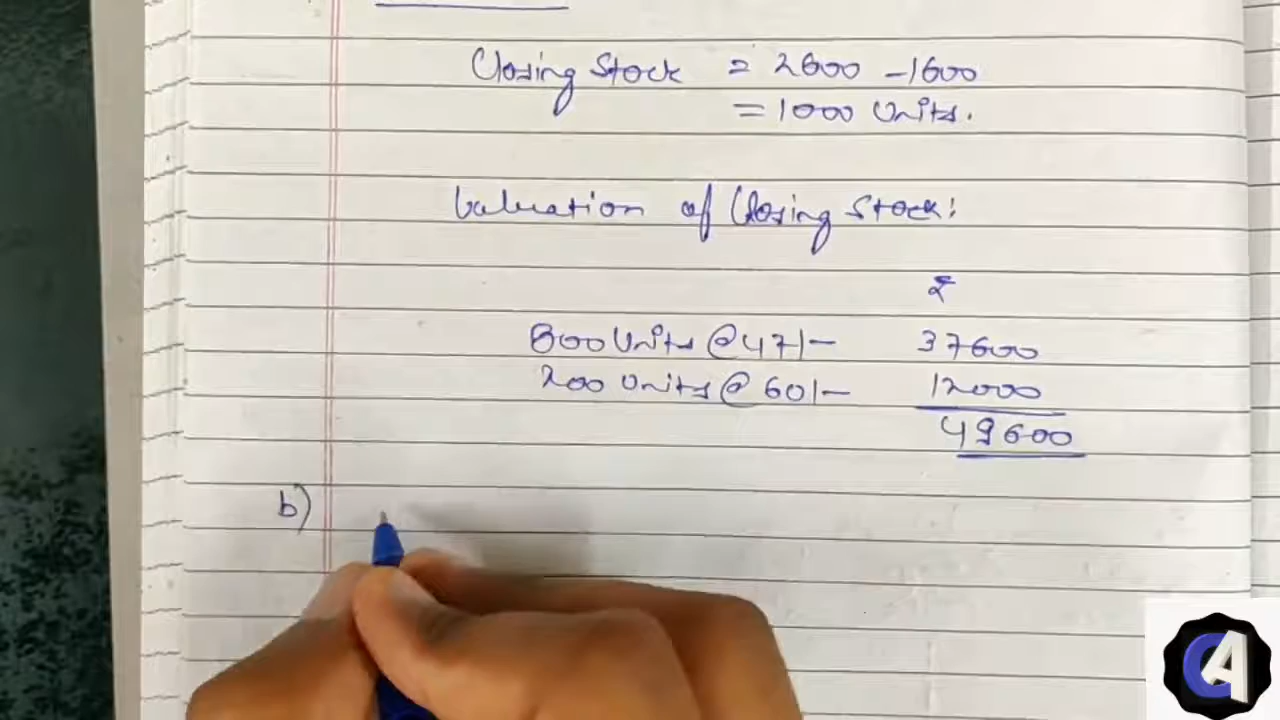 Closing Stock = 2600 - 1600
= 1000 Units.
Valuation of Closing Stock:
₹
800 Units @ 47/- 37600
200 Units @ 60/- 12000
49600
b)
CA